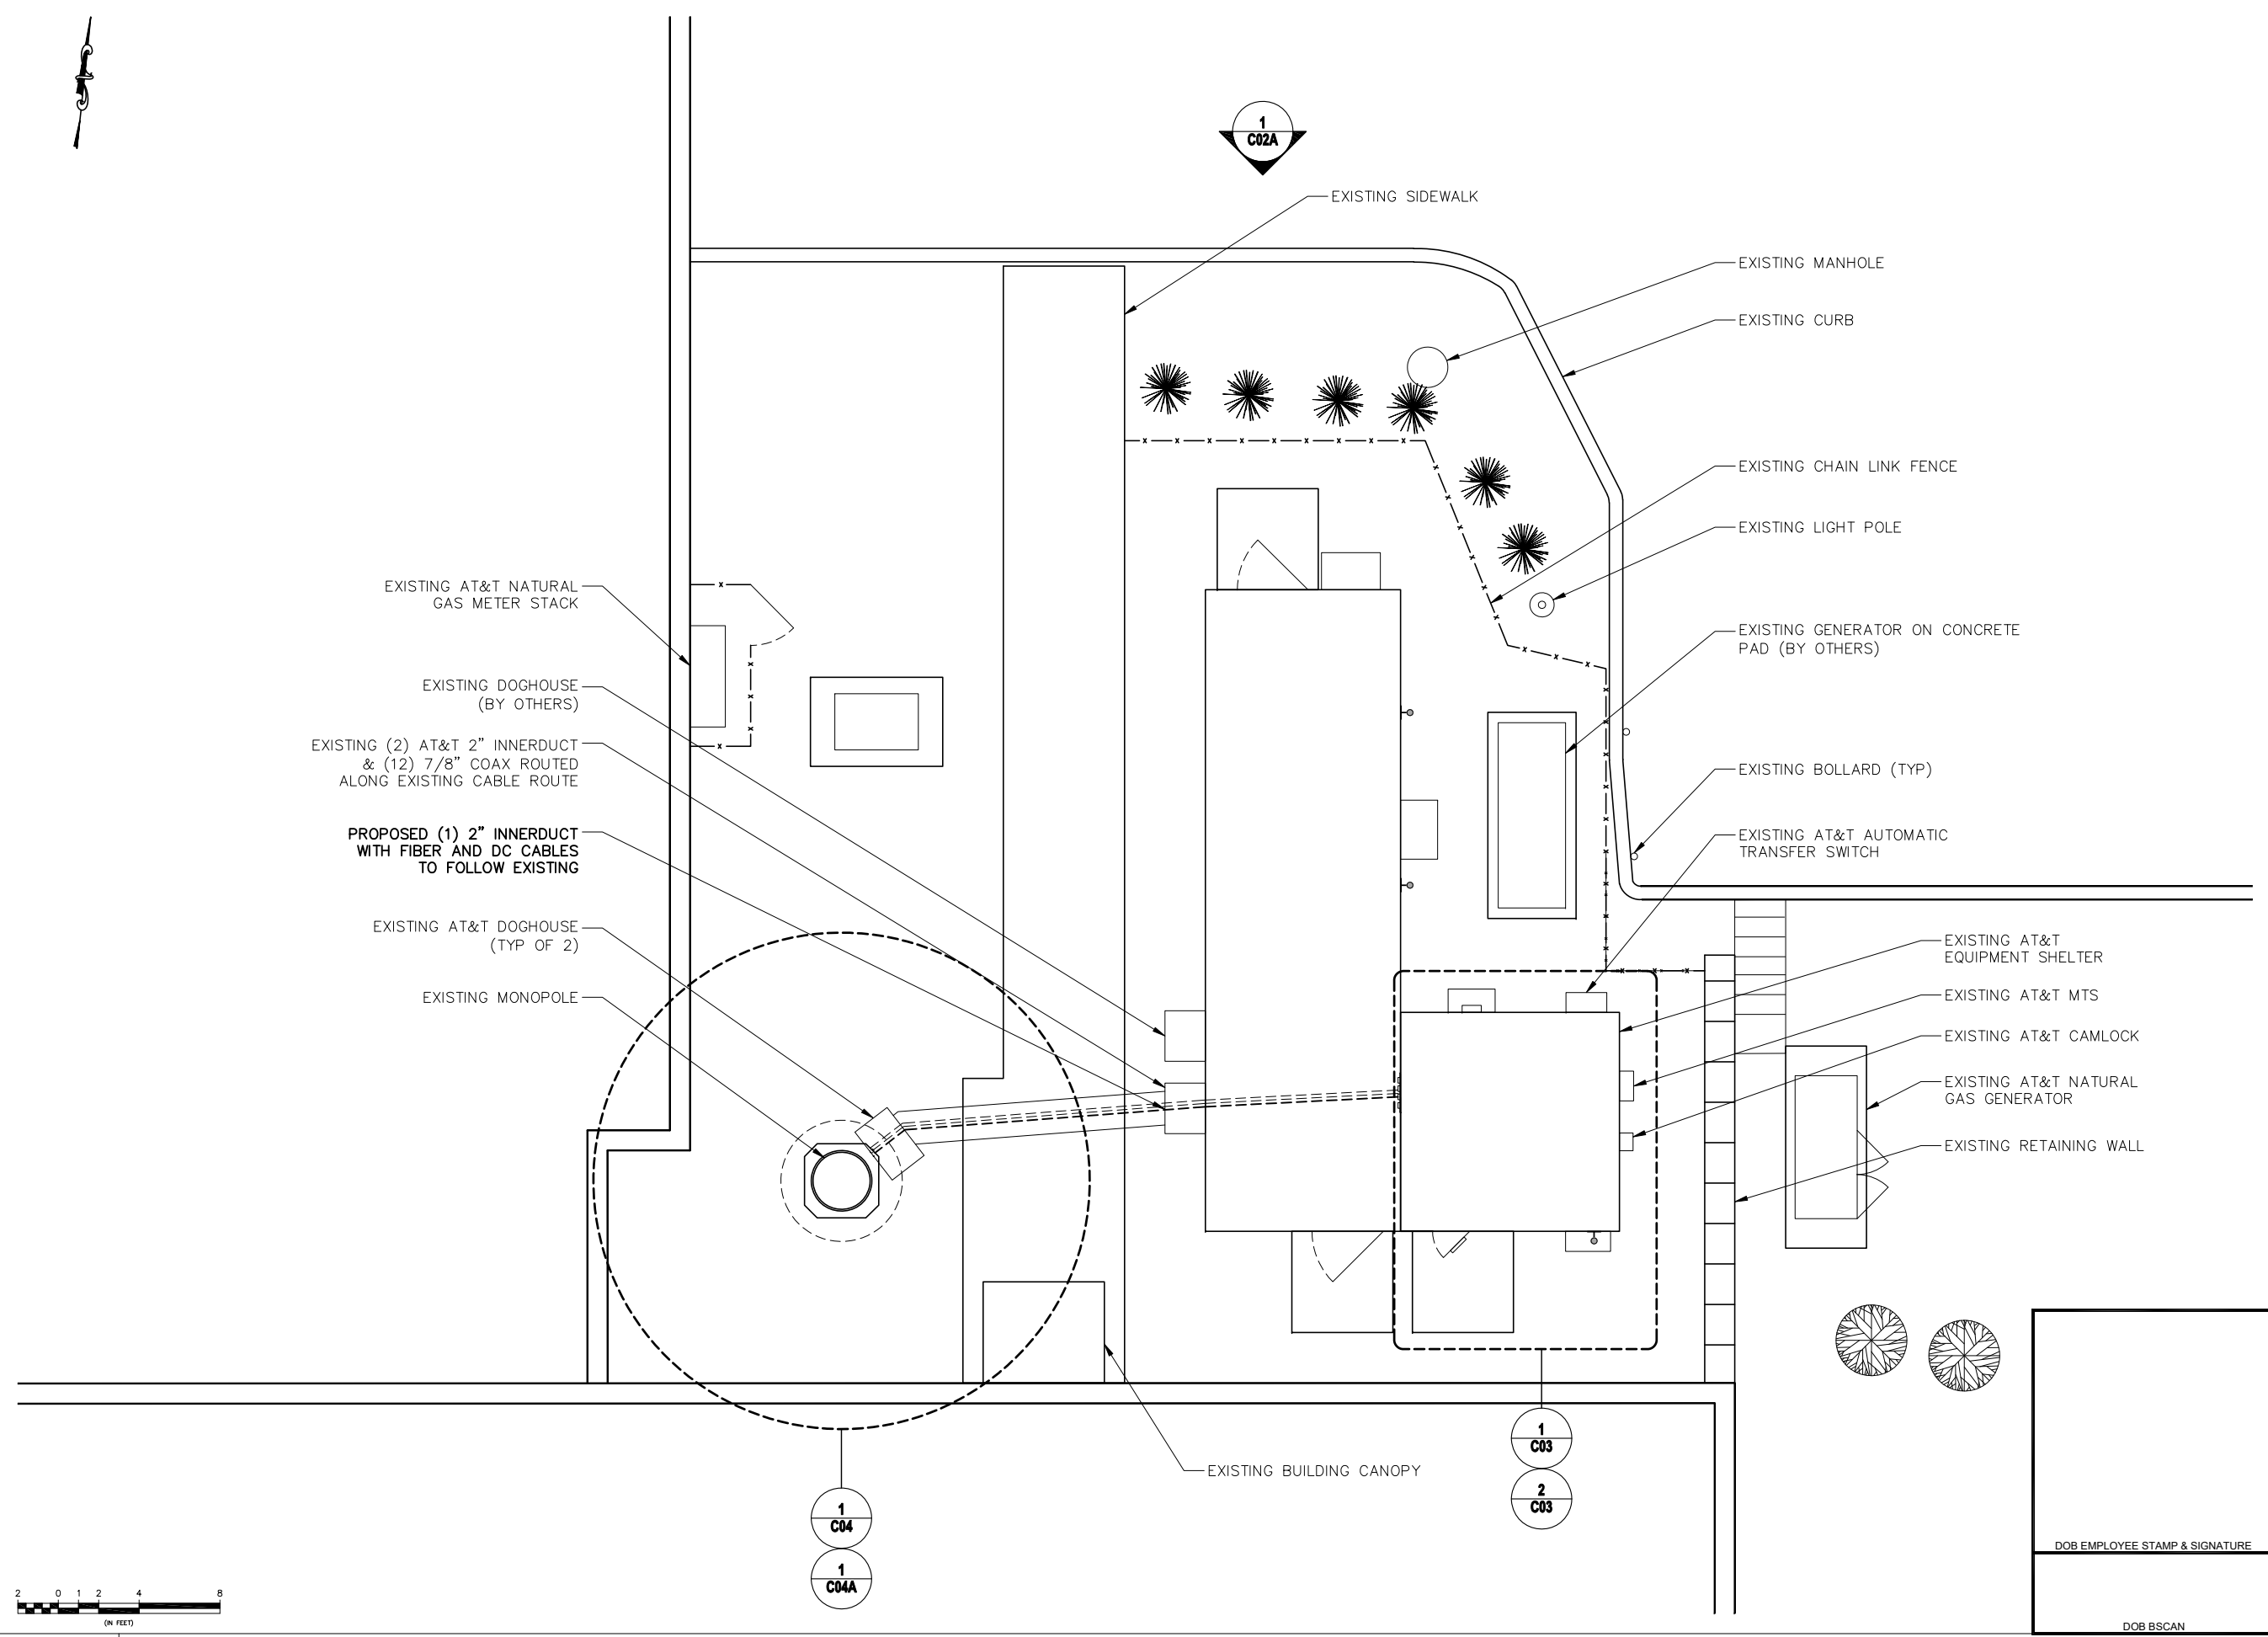 1
C02A
EXISTING SIDEWALK
EXISTING MANHOLE
EXISTING CURB
EXISTING CHAIN LINK FENCE
EXISTING LIGHT POLE
EXISTING GENERATOR ON CONCRETE
PAD (BY OTHERS)
EXISTING BOLLARD (TYP)
EXISTING AT&T AUTOMATIC
TRANSFER SWITCH
EXISTING AT&T
EQUIPMENT SHELTER
EXISTING AT&T MTS
EXISTING AT&T CAMLOCK
EXISTING AT&T NATURAL
GAS GENERATOR
EXISTING RETAINING WALL
EXISTING AT&T NATURAL
GAS METER STACK
EXISTING DOGHOUSE
(BY OTHERS)
EXISTING (2) AT&T 2" INNERDUCT
& (12) 7/8" COAX ROUTED
ALONG EXISTING CABLE ROUTE
PROPOSED (1) 2" INNERDUCT
WITH FIBER AND DC CABLES
TO FOLLOW EXISTING
EXISTING AT&T DOGHOUSE
(TYP OF 2)
EXISTING MONOPOLE
EXISTING BUILDING CANOPY
1
C03
2
C03
1
C04
1
C04A
2 0 1 2 4 8
(IN FEET)
DOB EMPLOYEE STAMP & SIGNATURE
DOB BSCAN